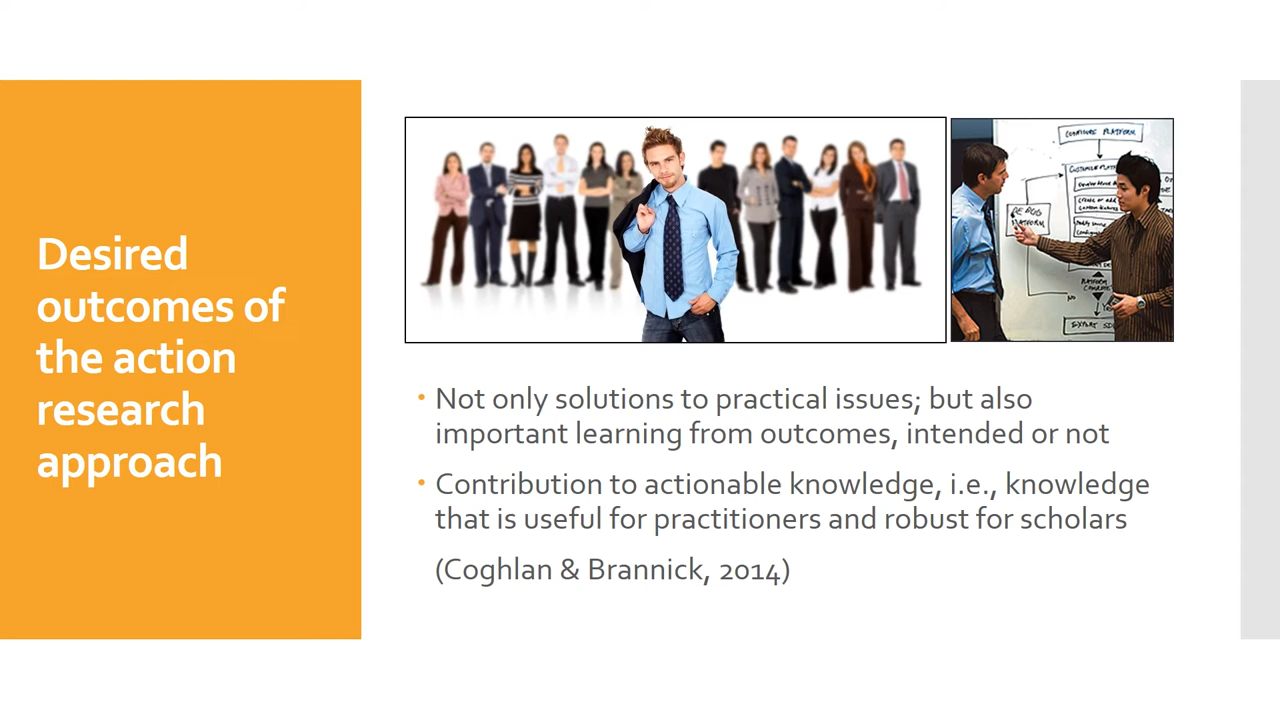 Desired
outcomes of
the action
research
approach
CONFIGURE PLATFORM
• Not only solutions to practical issues; but also
important learning from outcomes, intended or not
• Contribution to actionable knowledge, i.e., knowledge
that is useful for practitioners and robust for scholars
(Coghlan & Brannick, 2014)